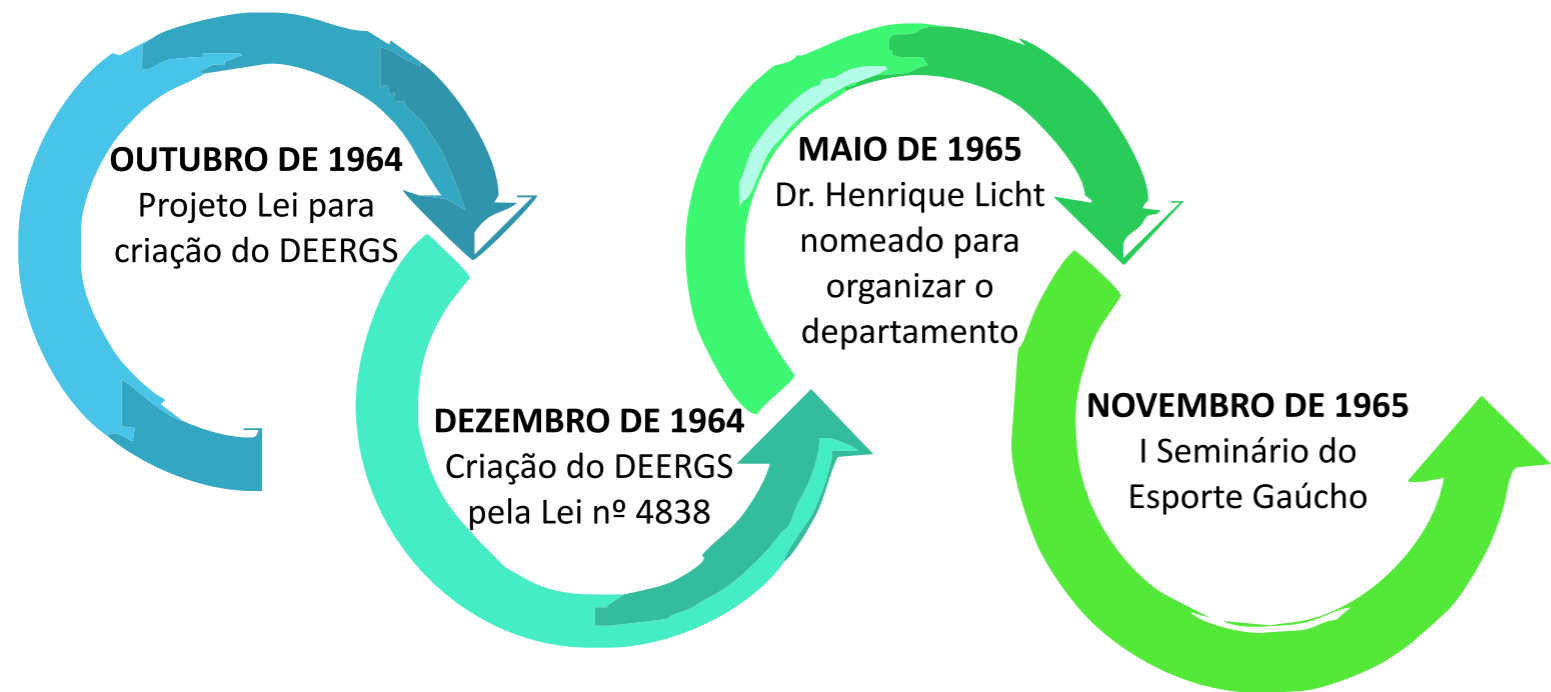 OUTUBRO DE 1964
Projeto Lei para
criação do DEERGS
DEZEMBRO DE 1964
Criação do DEERGS
pela Lei nº 4838
MAIO DE 1965
Dr. Henrique Licht
nomeado para
organizar o
departamento
NOVEMBRO DE 1965
I Seminário do
Esporte Gaúcho